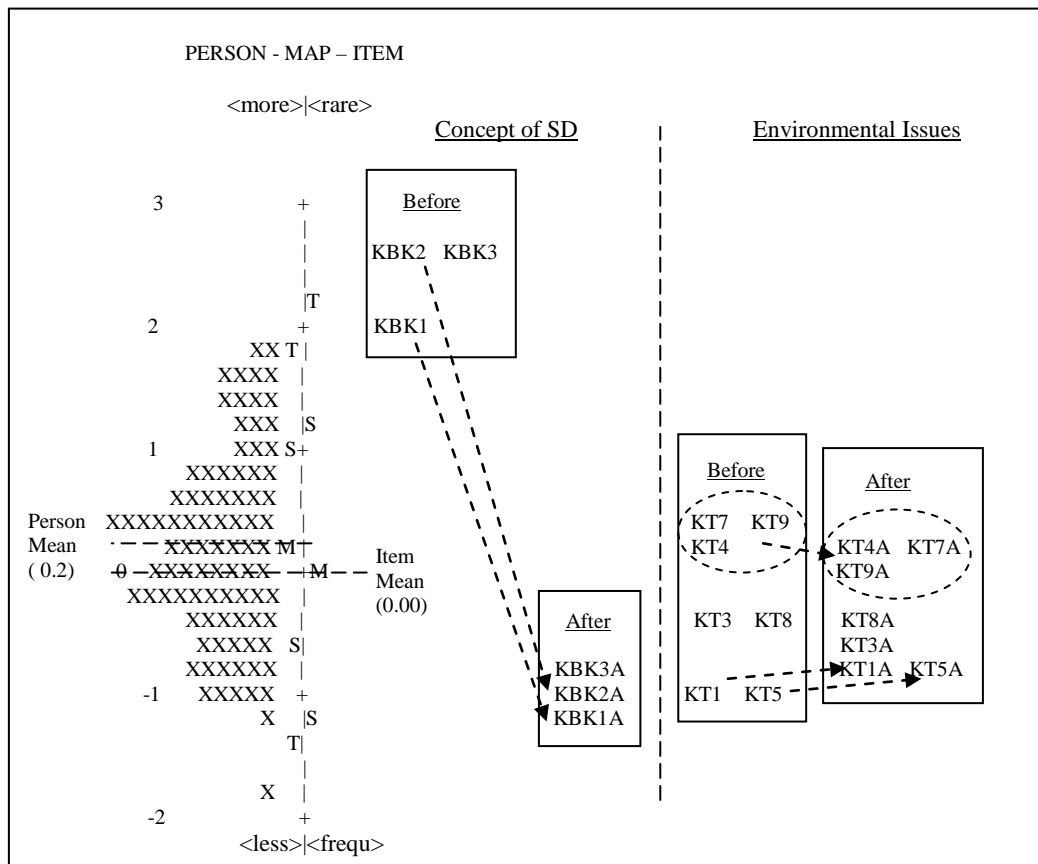 PERSON - MAP – ITEM
<more>|<rare>
Concept of SD Environmental Issues
Before
3 +
|
KBK2 KBK3
|
|
|T
2 + KBK1
XX T|
XXXX |
XXXX |
XXX |S
1 XXX S+
XXXXXX | Before
XXXXXXX | After
Person XXXXXXXXXXX | KT7 KT9
Mean XXXXXXX M| KT4 KT4A KT7A
( 0.2) 0 XXXXXXXX +M Item KT9A
XXXXXXXXXX | Mean
(0.00)
XXXXXX | After KT3 KT8 KT8A
XXXXX S| KT3A
XXXXXX | KBK3A KT1A KT5A
-1 XXXXX + KBK2A KT1 KT5
X |S KBK1A
T|
|
X |
-2 +
<less>|<frequ>